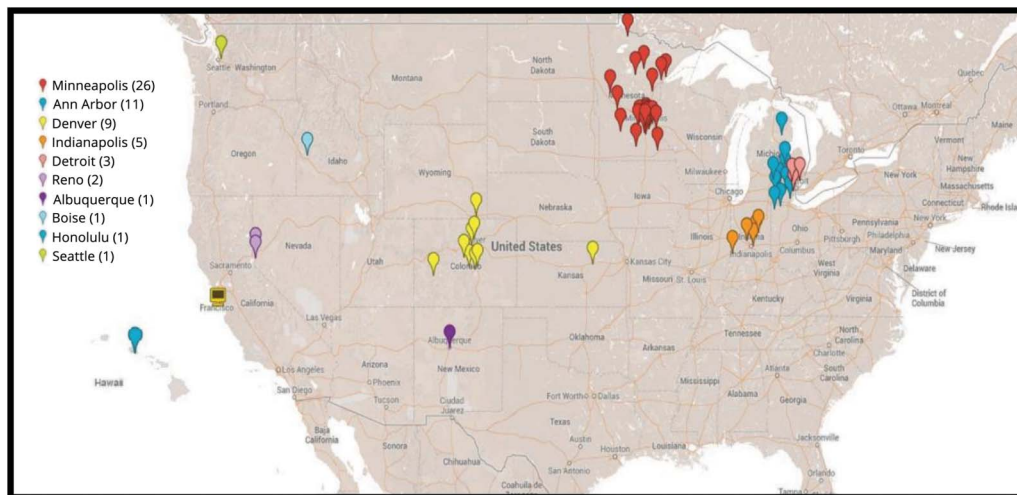 Minneapolis (26)
Ann Arbor (11)
Denver (9)
Indianapolis (5)
Detroit (3)
Reno (2)
Albuquerque (1)
Boise (1)
Honolulu (1)
Seattle (1)
Seattle
Washington
Montana
North
Dakota
Quebec
Portland
Ottawa
Montreal
Maine
South
Dakota
Wisconsin
Toronto
Vermont
Oregon
Idaho
New
Hampshire
Wyoming
Milwaukee
New York
Massachusetts
Chicago
Iowa
Nebraska
Connecticut
Rhode Isla
Pennsylvania
New York
Illinois
Ohio
Pittsburgh
Philadelphia
Nevada
United States
Indianapolis
Columbus
Maryland
New Jersey
Utah
Kansas City
Sacramento
Kansas
Missouri
St. Louis
West
Virginia
Delaware
District of
Columbia
Francisco
California
Kentucky
Virginia
Las Vegas
Albuquerque
Oklahoma
Arkansas
Tennessee
North
Carolina
Charlotte
Los Angeles
Arizona
New Mexico
Atlanta
South
Carolina
Hawaii
Phoenix
Mississippi
San Diego
Tucson
Ciudad
Juárez
Fort Worth
Dallas
Alabama
Georgia
Texas
Baja
California
Sonora
Austin
Houston
Louisiana
Jacksonville
Chihuahua
San Antonio
Orlando
Coahuila de
Tampa